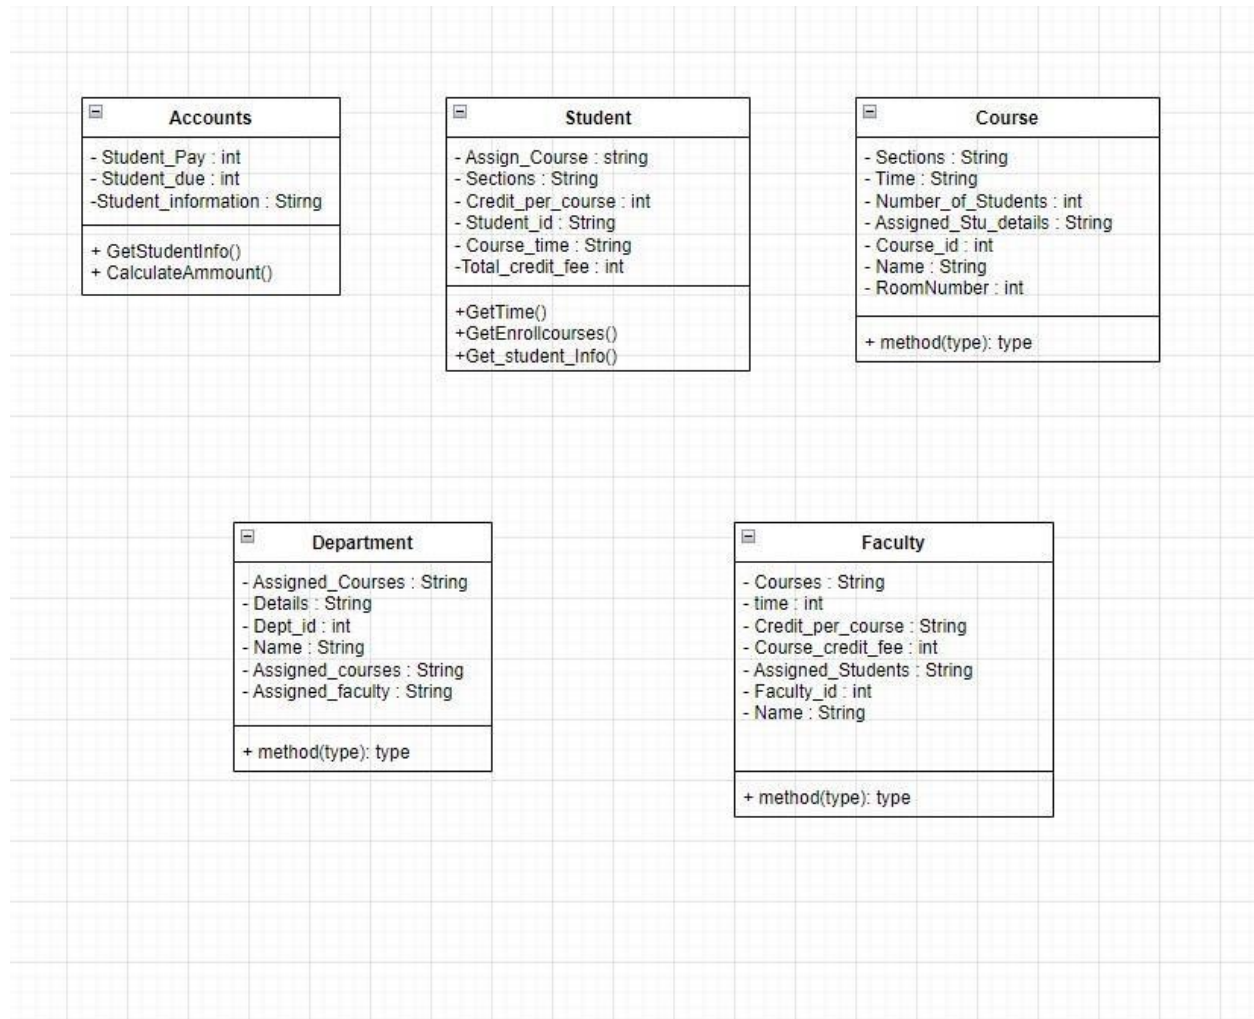 Accounts
- Student_Pay : int
- Student_due : int
-Student_information : Stirng
+ GetStudentInfo()
+ CalculateAmmount()
Student
- Assign_Course : string
- Sections : String
- Credit_per_course : int
- Student_id : String
- Course_time : String
-Total_credit_fee : int
+GetTime()
+GetEnrollcourses()
+Get_student_Info()
Course
- Sections : String
- Time : String
- Number_of_Students : int
- Assigned_Stu_details : String
- Course_id : int
- Name : String
- RoomNumber : int
+ method(type): type
Department
- Assigned_Courses : String
- Details : String
- Dept_id : int
- Name : String
- Assigned_courses : String
- Assigned_faculty : String
+ method(type): type
Faculty
- Courses : String
- time : int
- Credit_per_course : String
- Course_credit_fee : int
- Assigned_Students : String
- Faculty_id : int
- Name : String
+ method(type): type